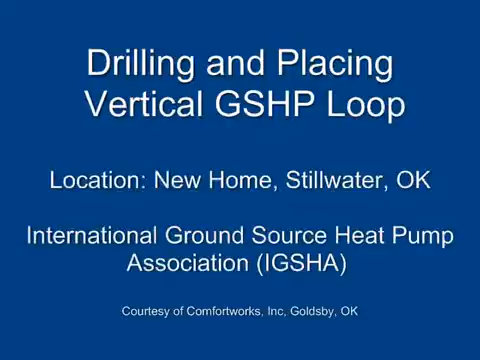 Drilling and Placing
Vertical GSHP Loop
Location: New Home, Stillwater, OK
International Ground Source Heat Pump
Association (IGSHA)
Courtesy of Comfortworks, Inc, Goldsby, OK